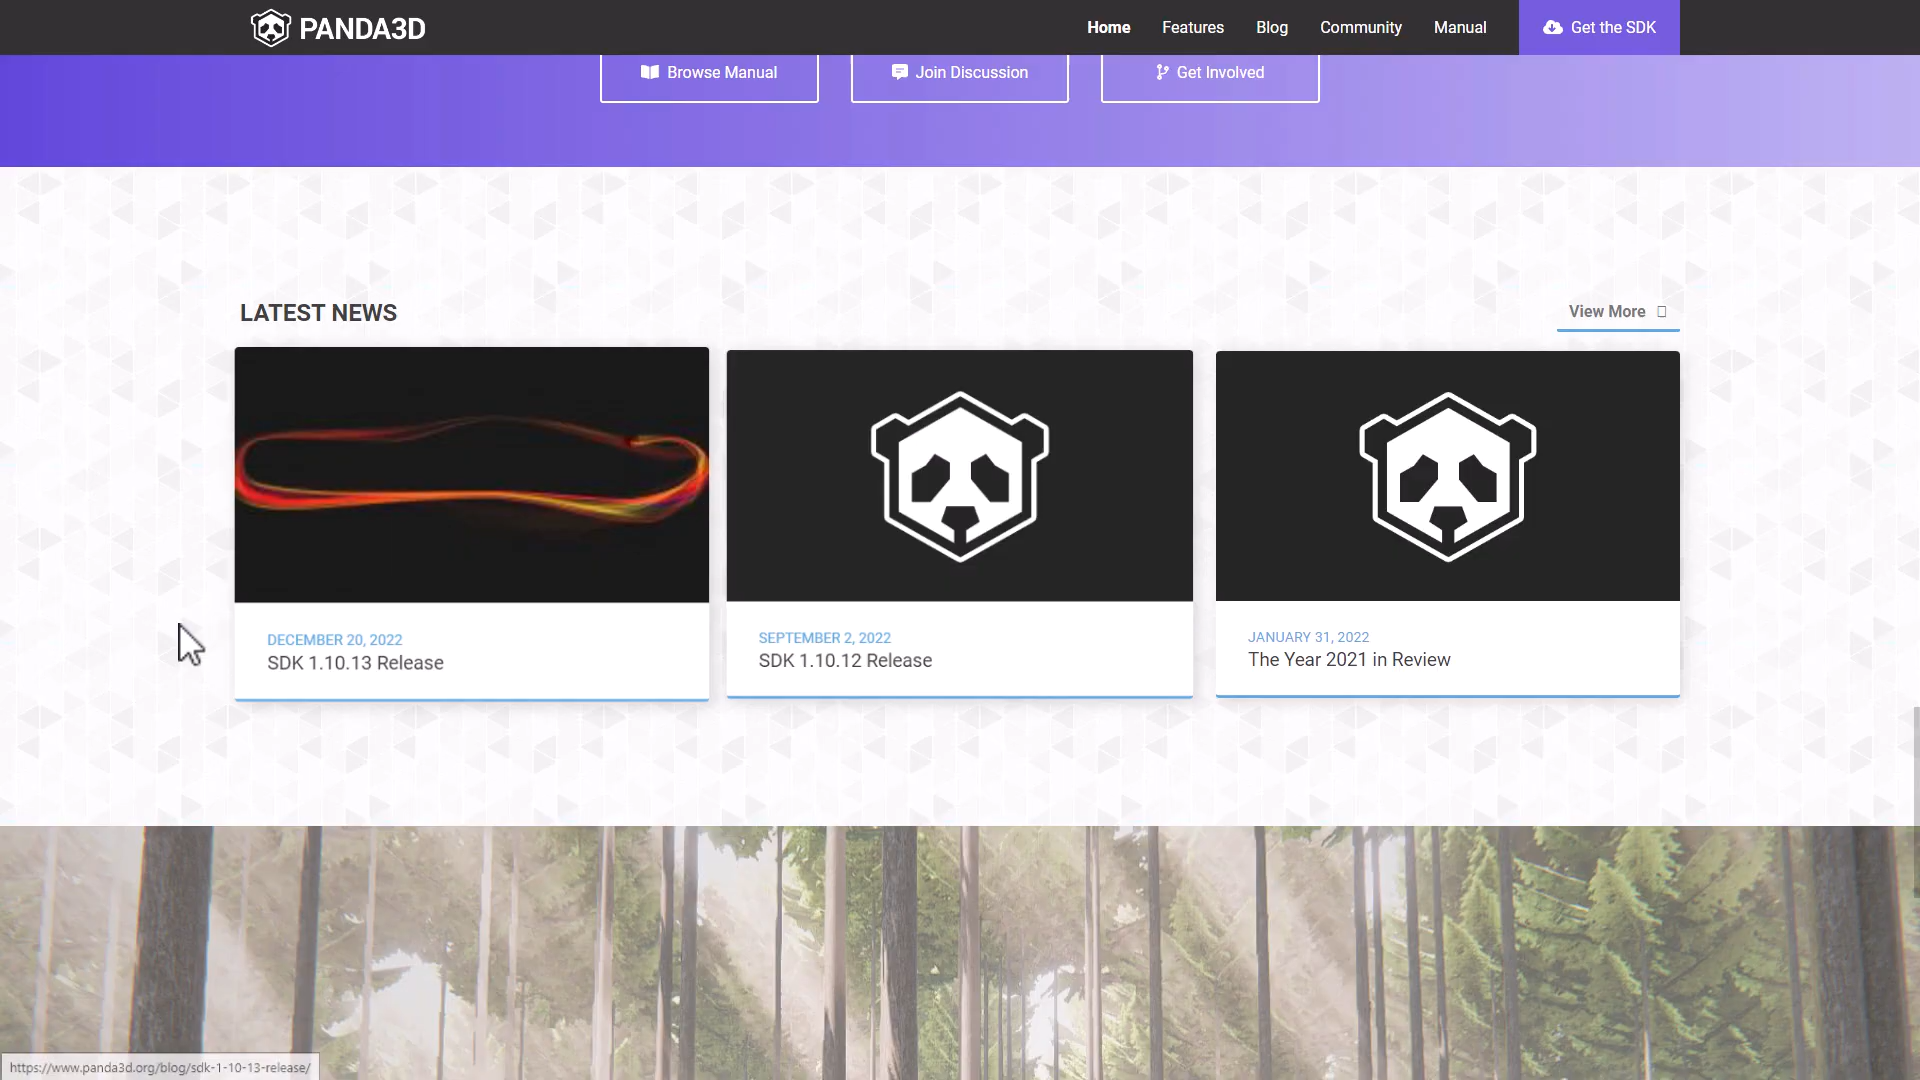 PANDA3D
Home
Features
Blog
Community
Manual
Get the SDK
Browse Manual
Join Discussion
Get Involved
LATEST NEWS
View More
DECEMBER 20, 2022
SDK 1.10.13 Release
SEPTEMBER 2, 2022
SDK 1.10.12 Release
JANUARY 31, 2022
The Year 2021 in Review
https://www.panda3d.org/blog/sdk-1-10-13-release/